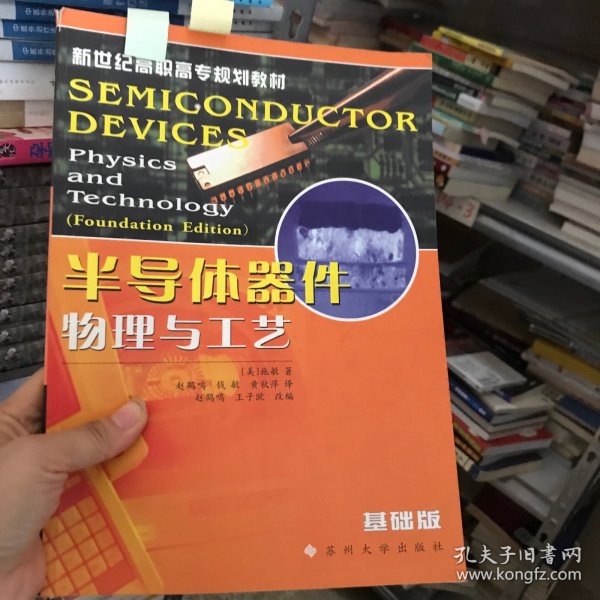 新世纪高职高专规划教材
SEMICONDUCTOR
DEVICES
Physics
and
Technology
(Foundation Edition)
半导体器件
物理与工艺
[美]施敏 著
赵鹤鸣 钱敏 黄秋萍 译
赵鹤鸣 王子欧 改编
基础版
苏州大学出版社
孔夫子旧书网
www.kongfz.com